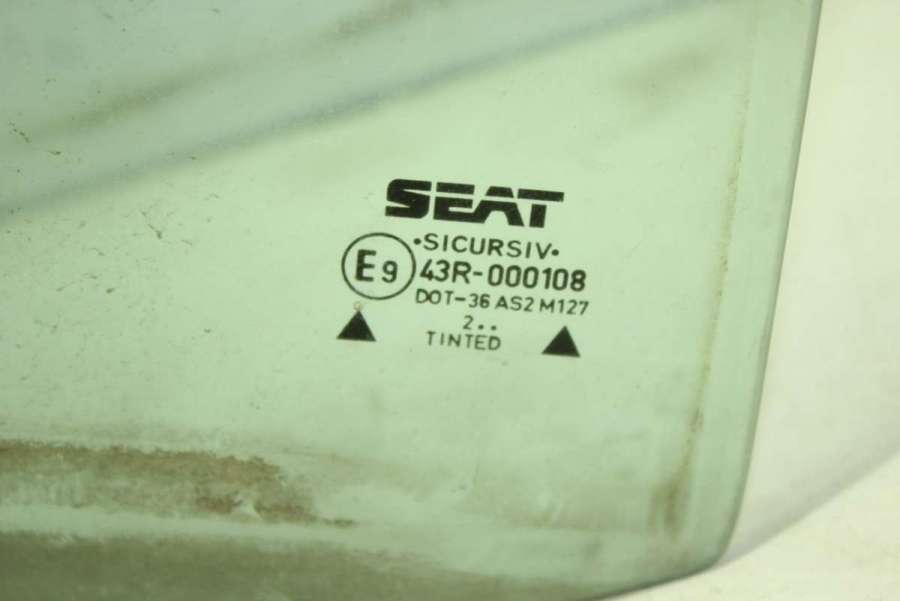 SEAT
•SICURSIV•
E9 43R-000108
DOT-36 AS2 M127
2••
TINTED